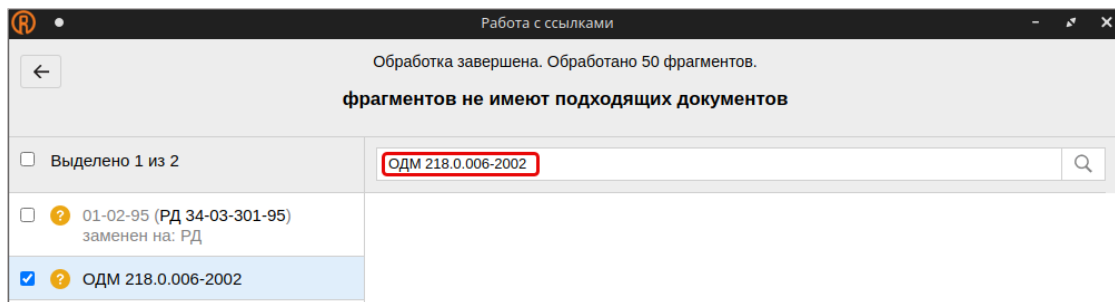 Работа с ссылками
Обработка завершена. Обработано 50 фрагментов.
фрагментов не имеют подходящих документов
Выделено 1 из 2
ОДМ 218.0.006-2002
01-02-95 (РД 34-03-301-95)
заменен на: РД
ОДМ 218.0.006-2002